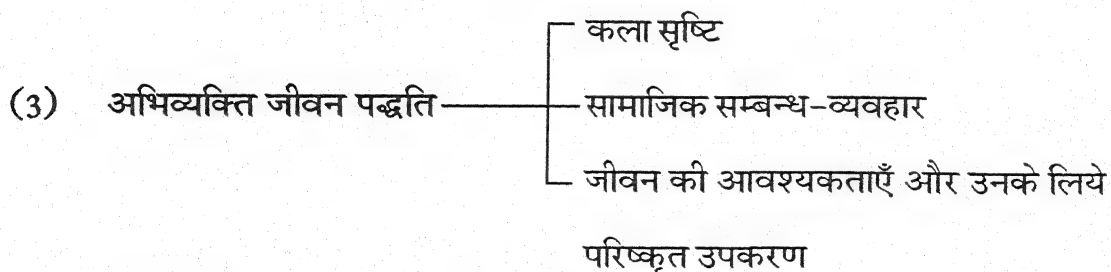 कला सृष्टि
(3) अभिव्यक्ति जीवन पद्धति सामाजिक सम्बन्ध-व्यवहार
जीवन की आवश्यकताएँ और उनके लिये
परिष्कृत उपकरण